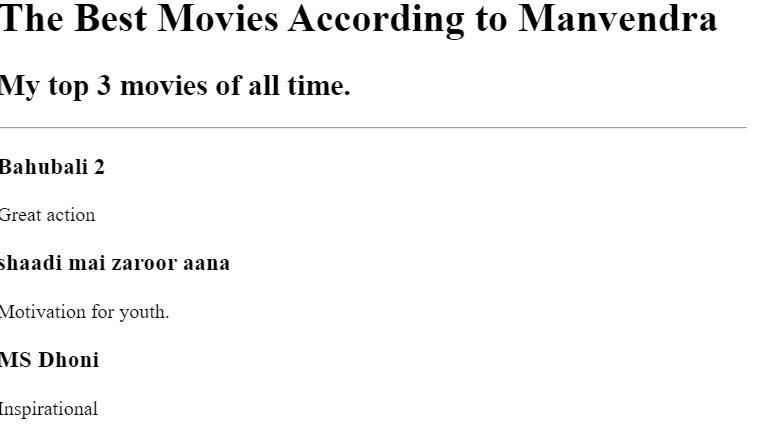 The Best Movies According to Manvendra
My top 3 movies of all time.
Bahubali 2
Great action
shaadi mai zaroor aana
Motivation for youth.
MS Dhoni
Inspirational